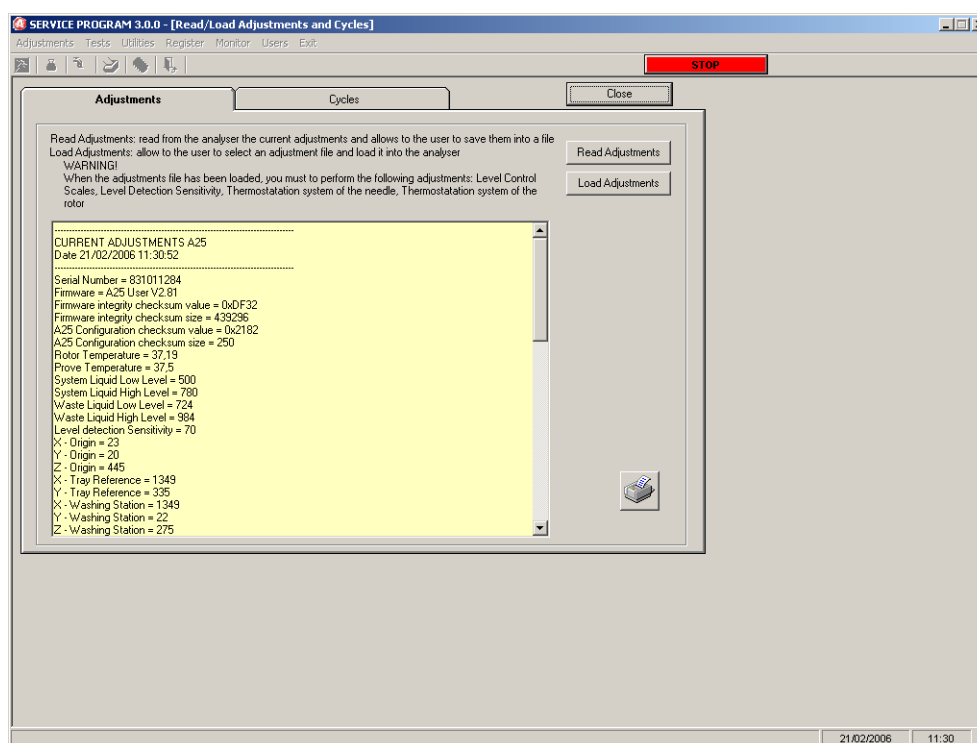 SERVICE PROGRAM 3.0.0 - [Read/Load Adjustments and Cycles]
Adjustments Tests Utilities Register Monitor Users Exit
STOP
Adjustments Cycles Close
Read Adjustments: read from the analyser the current adjustments and allows to the user to save them into a file
Load Adjustments: allow to the user to select an adjustment file and load it into the analyser
WARNING!
When the adjustments file has been loaded, you must to perform the following adjustments: Level Control
Scales, Level Detection Sensitivity, Thermostatation system of the needle, Thermostatation system of the
rotor
Read Adjustments
Load Adjustments
CURRENT ADJUSTMENTS A25
Date 21/02/2006 11:30:52
Serial Number = 831011284
Firmware = A25 User V2.81
Firmware integrity checksum value = 0xDF32
Firmware integrity checksum size = 439296
A25 Configuration checksum value = 0x2182
A25 Configuration checksum size = 250
Rotor Temperature = 37,19
Prove Temperature = 37,5
System Liquid Low Level = 500
System Liquid High Level = 780
Waste Liquid Low Level = 724
Waste Liquid High Level = 984
Level detection Sensitivity = 70
X - Origin = 23
Y - Origin = 20
Z - Origin = 445
X - Tray Reference = 1349
Y - Tray Reference = 335
X - Washing Station = 1349
Y - Washing Station = 22
Z - Washing Station = 275
21/02/2006 11:30